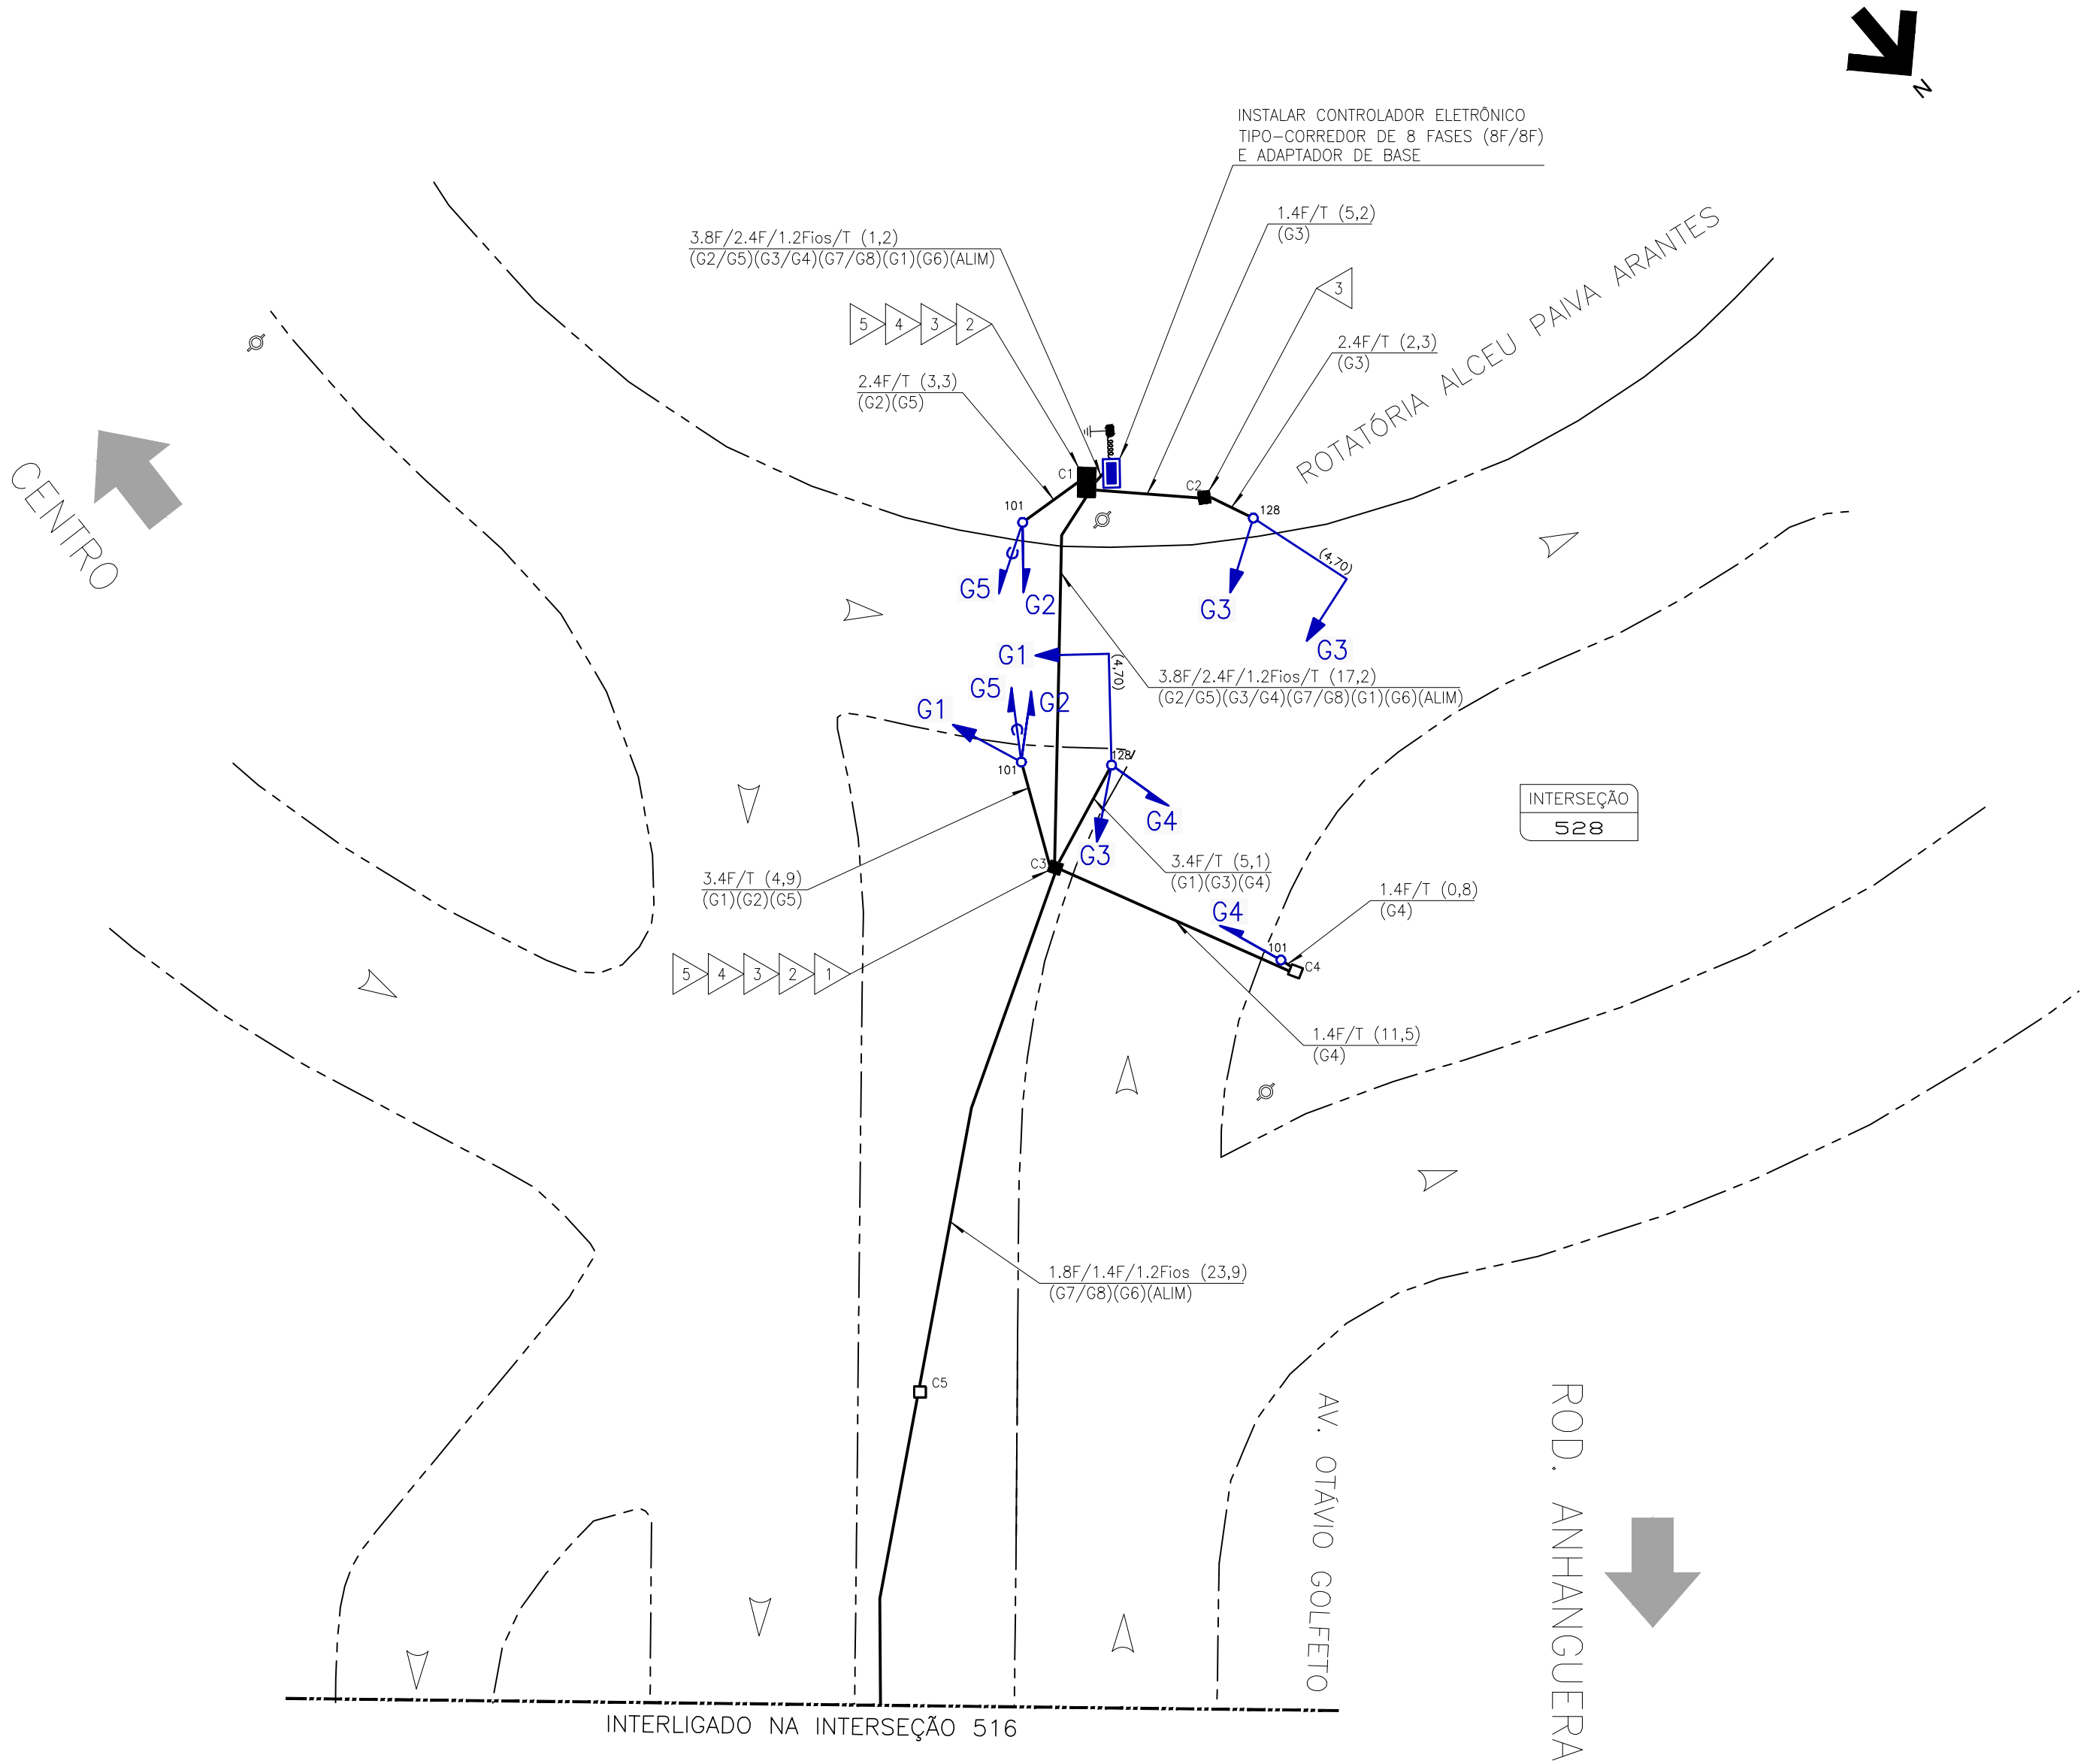 N
INSTALAR CONTROLADOR ELETRÔNICO
TIPO-CORREDOR DE 8 FASES (8F/8F)
E ADAPTADOR DE BASE
1.4F/T (5,2)
(G3)
3.8F/2.4F/1.2Fios/T (1,2)
(G2/G5)(G3/G4)(G7/G8)(G1)(G6)(ALIM)
3
5 4 3 2
2.4F/T (2,3)
(G3)
ROTATÓRIA ALCEU PAIVA ARANTES
2.4F/T (3,3)
(G2)(G5)
CENTRO
C1
C2
101
128
(4,70)
C
G5
G2
G3
G3
G1
(4,70)
3.8F/2.4F/1.2Fios/T (17,2)
(G2/G5)(G3/G4)(G7/G8)(G1)(G6)(ALIM)
G5
G2
G1
C
101
128
INTERSEÇÃO
528
G4
G3
C3
3.4F/T (5,1)
(G1)(G3)(G4)
3.4F/T (4,9)
(G1)(G2)(G5)
1.4F/T (0,8)
(G4)
G4
101
C4
5 4 3 2 1
1.4F/T (11,5)
(G4)
1.8F/1.4F/1.2Fios (23,9)
(G7/G8)(G6)(ALIM)
C5
AV. OTÁVIO GOLFETO
ROD. ANHANGUERA
INTERLIGADO NA INTERSEÇÃO 516